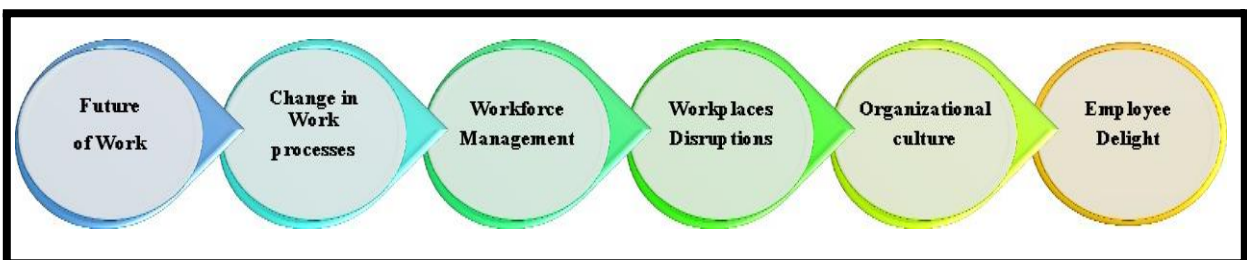 Future
of Work
Change in
Work
processes
Workforce
Management
Workplaces
Disruptions
Organizational
culture
Employee
Delight